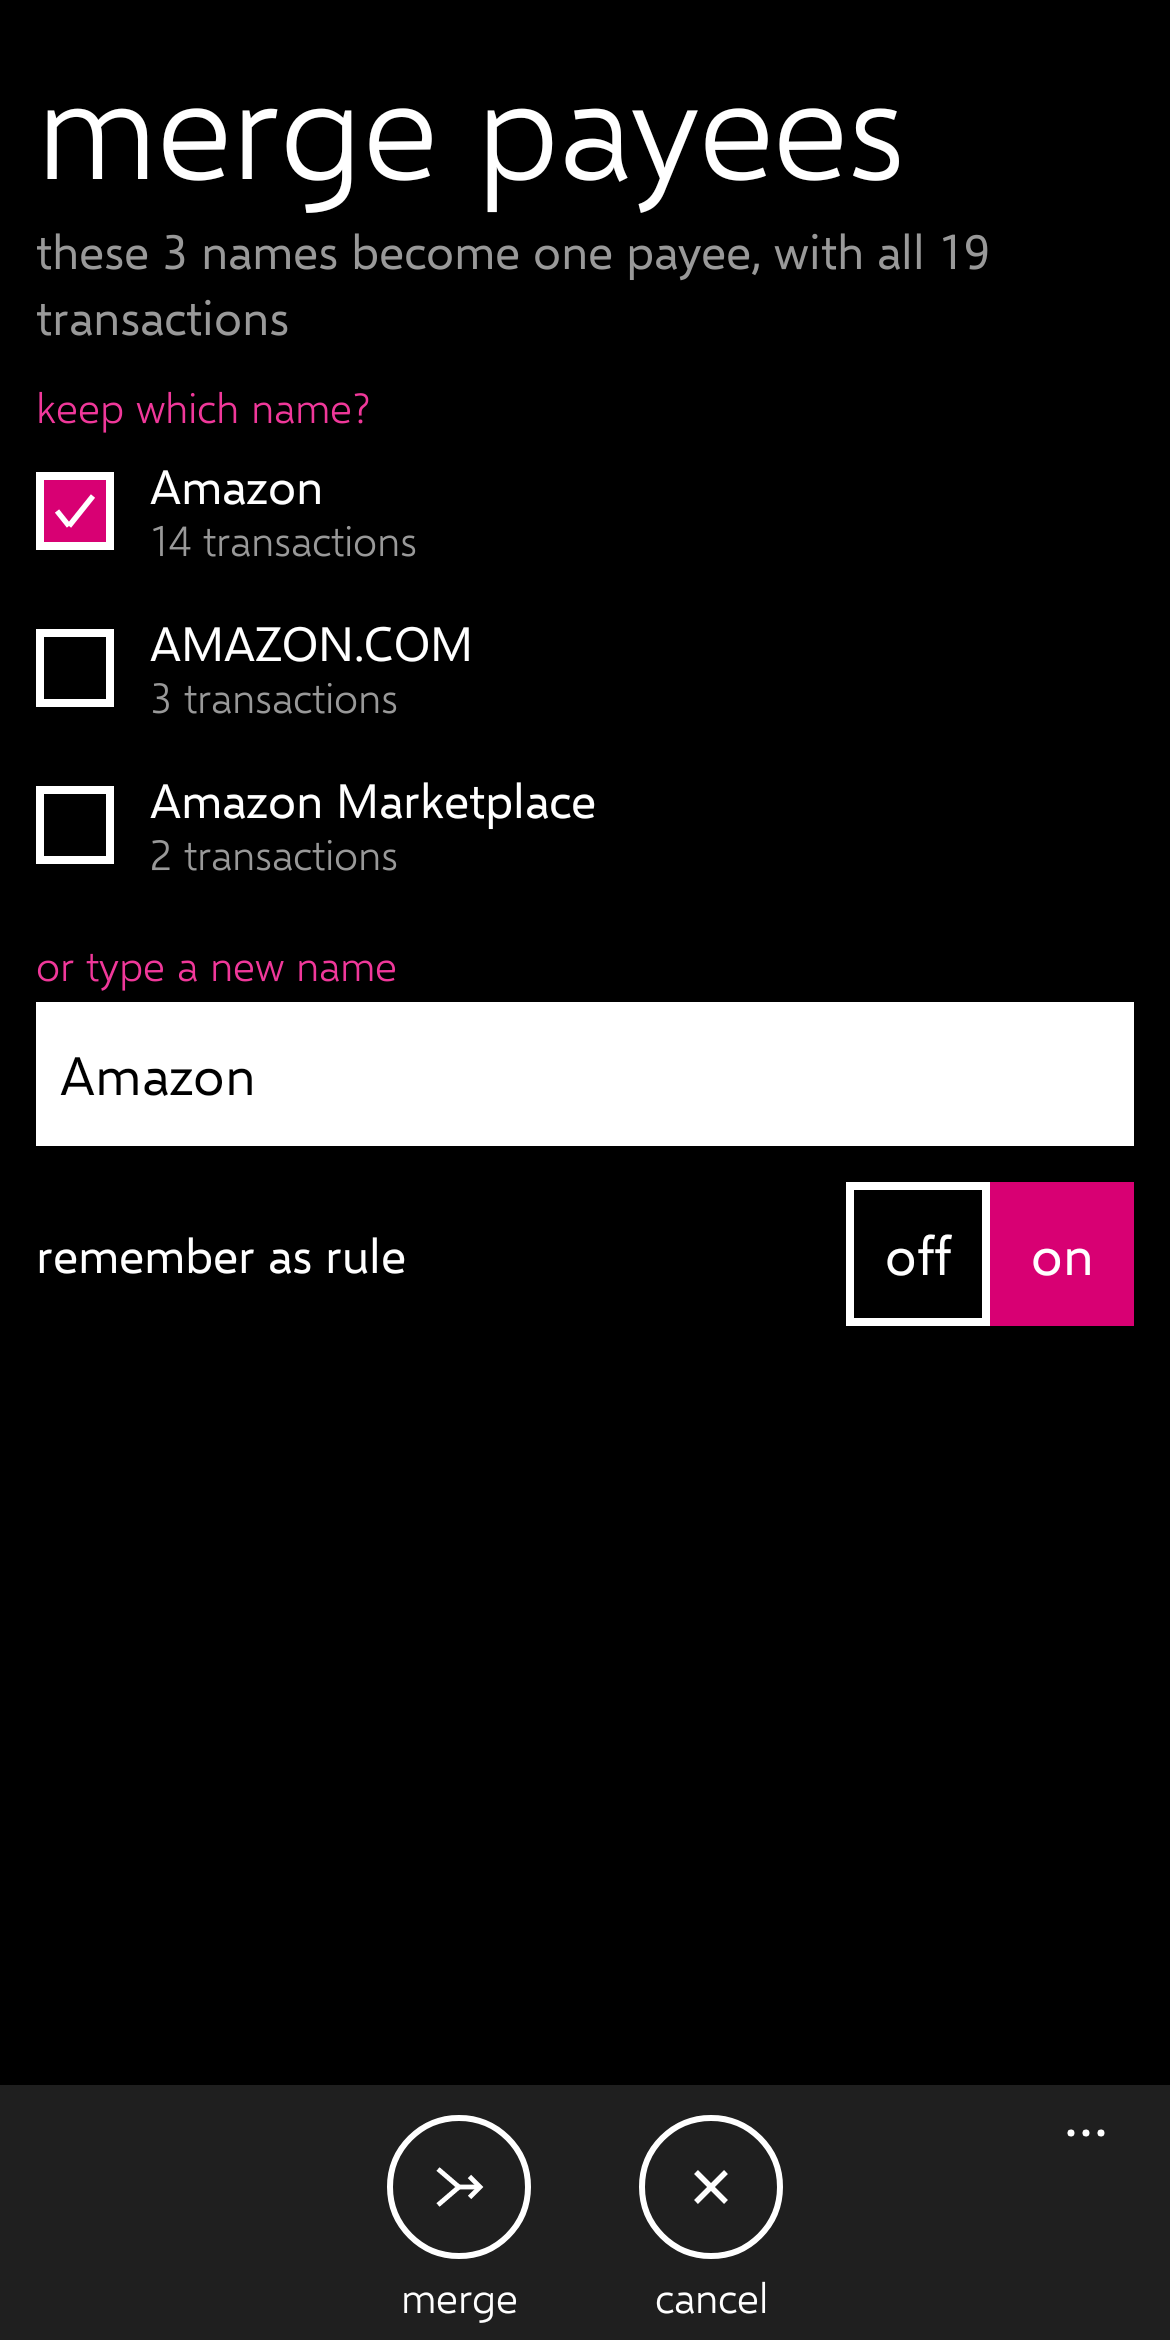 merge payees
these 3 names become one payee, with all 19
transactions
keep which name?
Amazon
14 transactions
AMAZON.COM
3 transactions
Amazon Marketplace
2 transactions
or type a new name
Amazon
remember as rule
off on
merge cancel